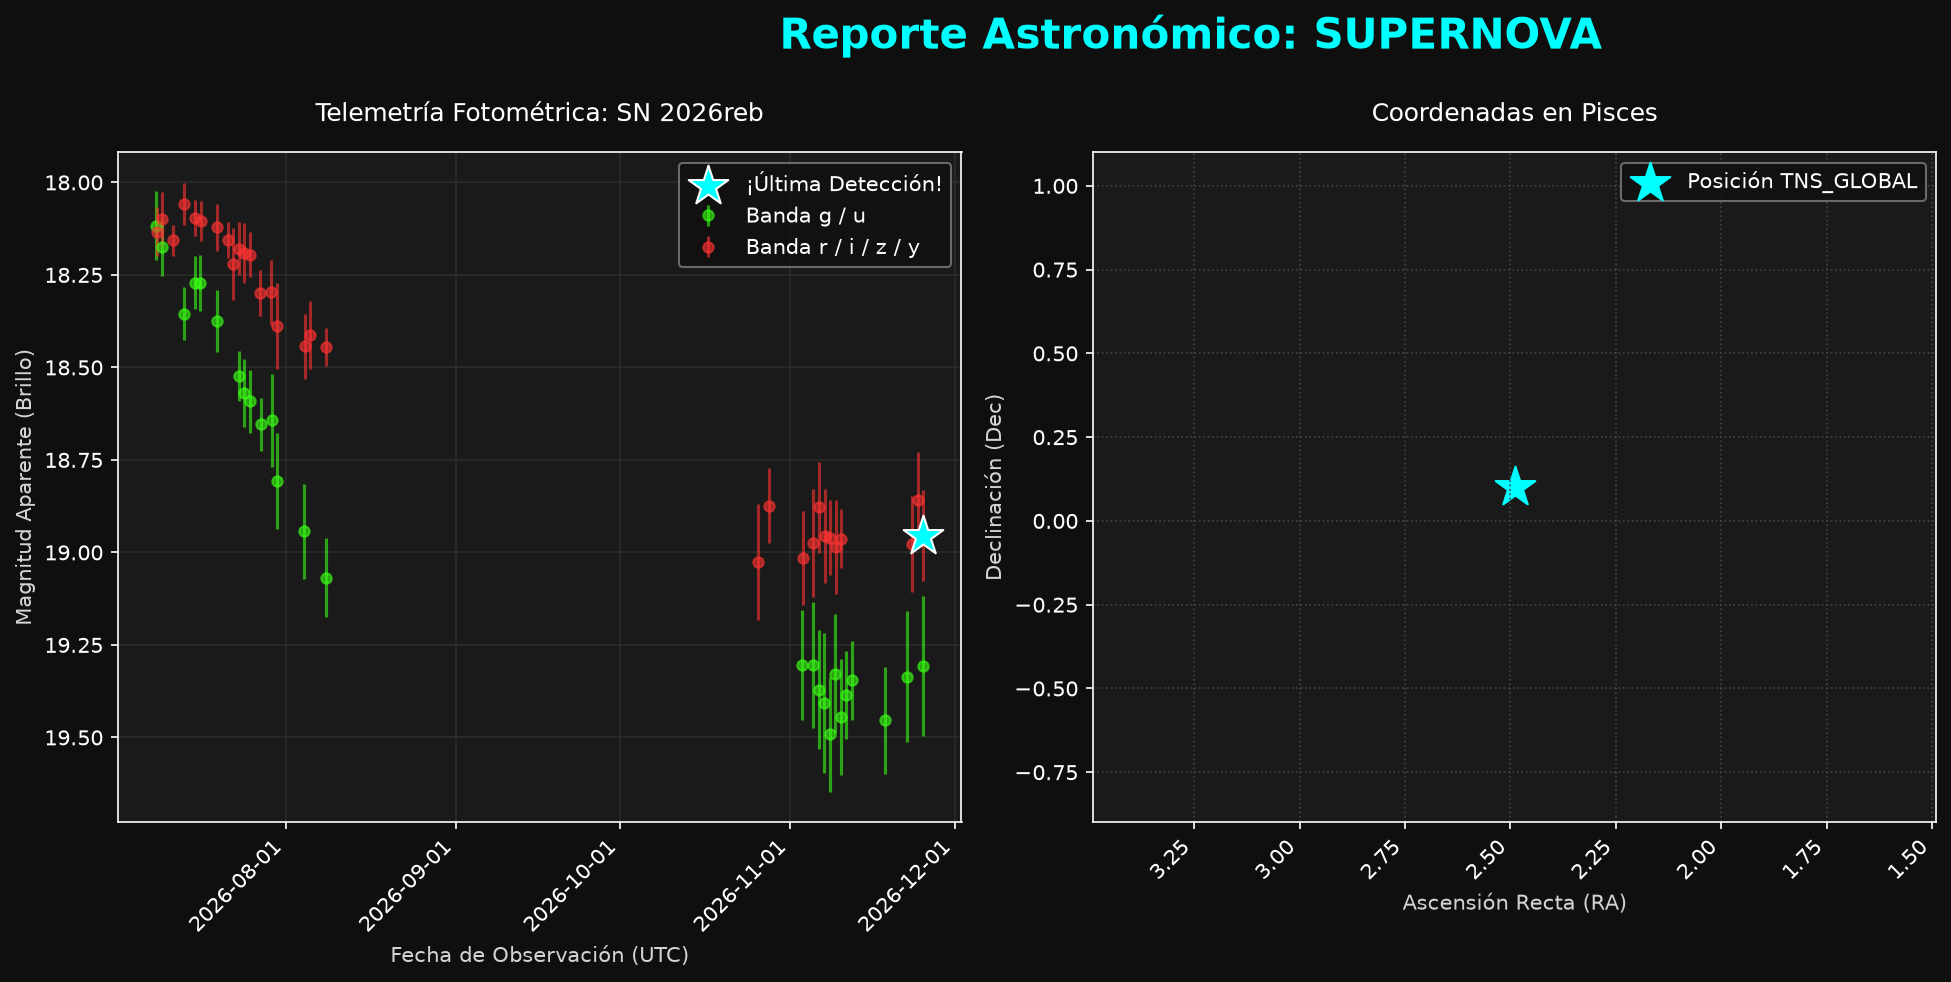 Reporte Astronómico: SUPERNOVA
Telemetría Fotométrica: SN 2026reb
¡Última Detección!
Banda g / u
Banda r / i / z / y
Magnitud Aparente (Brillo)
18.00
18.25
18.50
18.75
19.00
19.25
19.50
2026-08-01
2026-09-01
2026-10-01
2026-11-01
2026-12-01
Fecha de Observación (UTC)
Coordenadas en Pisces
Posición TNS_GLOBAL
Declinación (Dec)
1.00
0.75
0.50
0.25
0.00
−0.25
−0.50
−0.75
3.25
3.00
2.75
2.50
2.25
2.00
1.75
1.50
Ascensión Recta (RA)